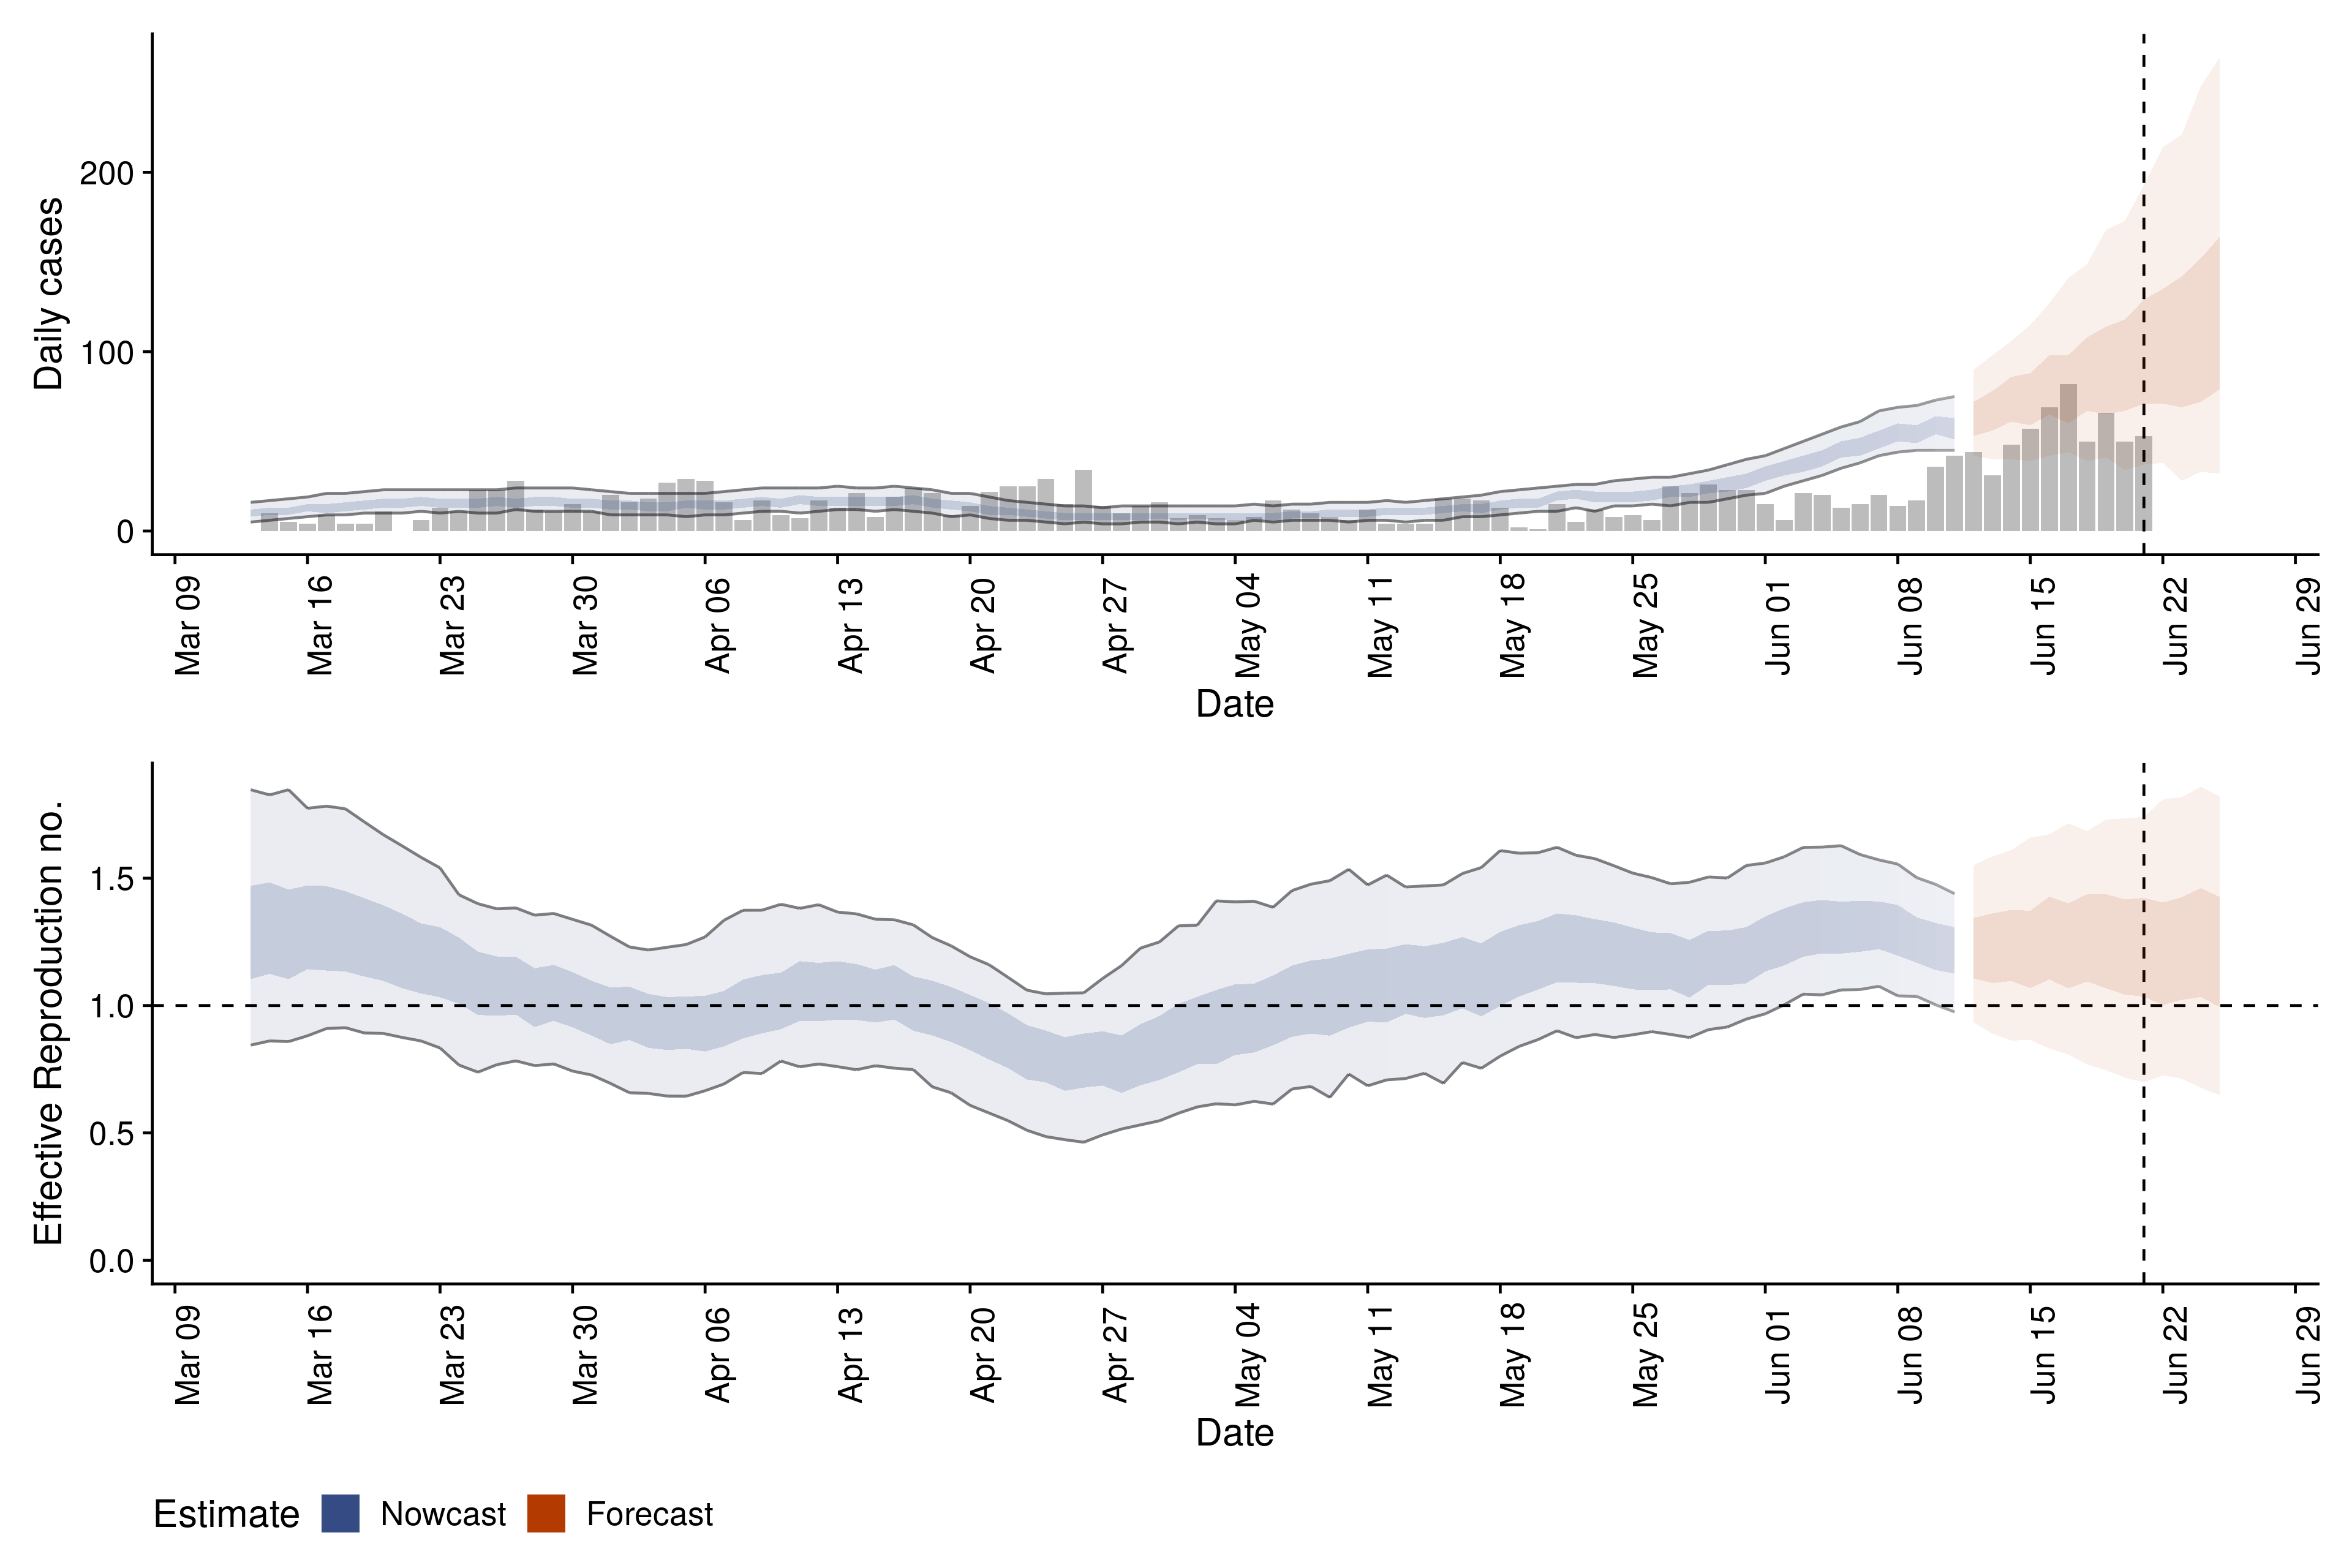 Daily cases
200
100
0
Mar 09 Mar 16 Mar 23 Mar 30 Apr 06 Apr 13 Apr 20 Apr 27 May 04 May 11 May 18 May 25 Jun 01 Jun 08 Jun 15 Jun 22 Jun 29
Date
Effective Reproduction no.
1.5
1.0
0.5
0.0
Mar 09 Mar 16 Mar 23 Mar 30 Apr 06 Apr 13 Apr 20 Apr 27 May 04 May 11 May 18 May 25 Jun 01 Jun 08 Jun 15 Jun 22 Jun 29
Date
Estimate Nowcast Forecast